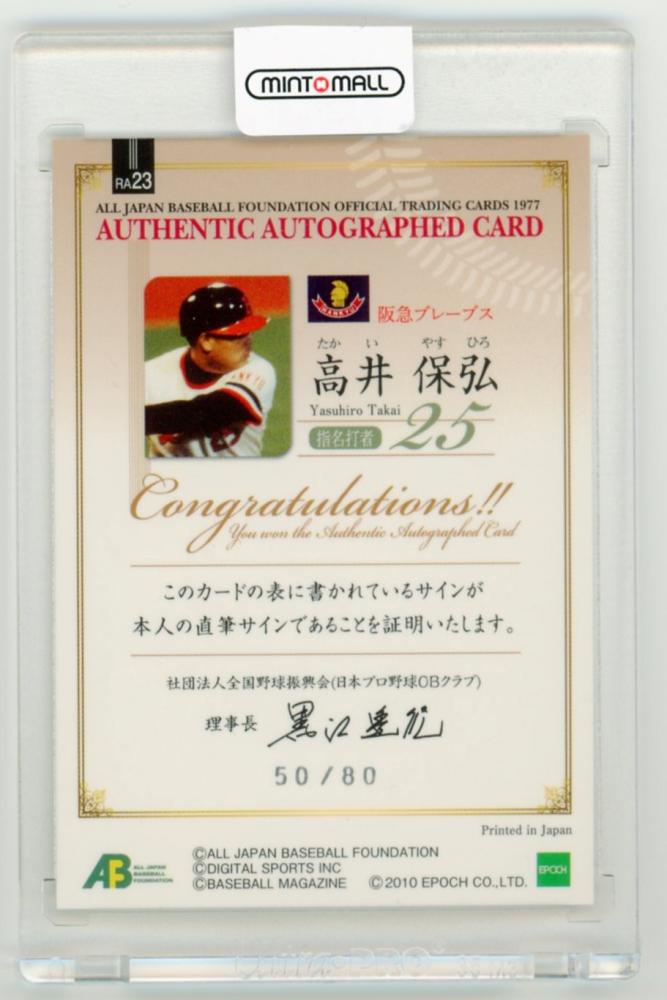 MINT MALL
RA23
ALL JAPAN BASEBALL FOUNDATION OFFICIAL TRADING CARDS 1977
AUTHENTIC AUTOGRAPHED CARD
阪急ブレーブス
たか い やす ひろ
高井 保弘
Yasuhiro Takai
指名打者 25
Congratulations!!
You won the Authentic Autographed Card
このカードの表に書かれているサインが
本人の直筆サインであることを証明いたします。
社団法人全国野球振興会(日本プロ野球OBクラブ)
理事長
50/80
Printed in Japan
AB ALL JAPAN
BASEBALL
FOUNDATION
©ALL JAPAN BASEBALL FOUNDATION
©DIGITAL SPORTS INC
©BASEBALL MAGAZINE ©2010 EPOCH CO.,LTD.
EPOCH